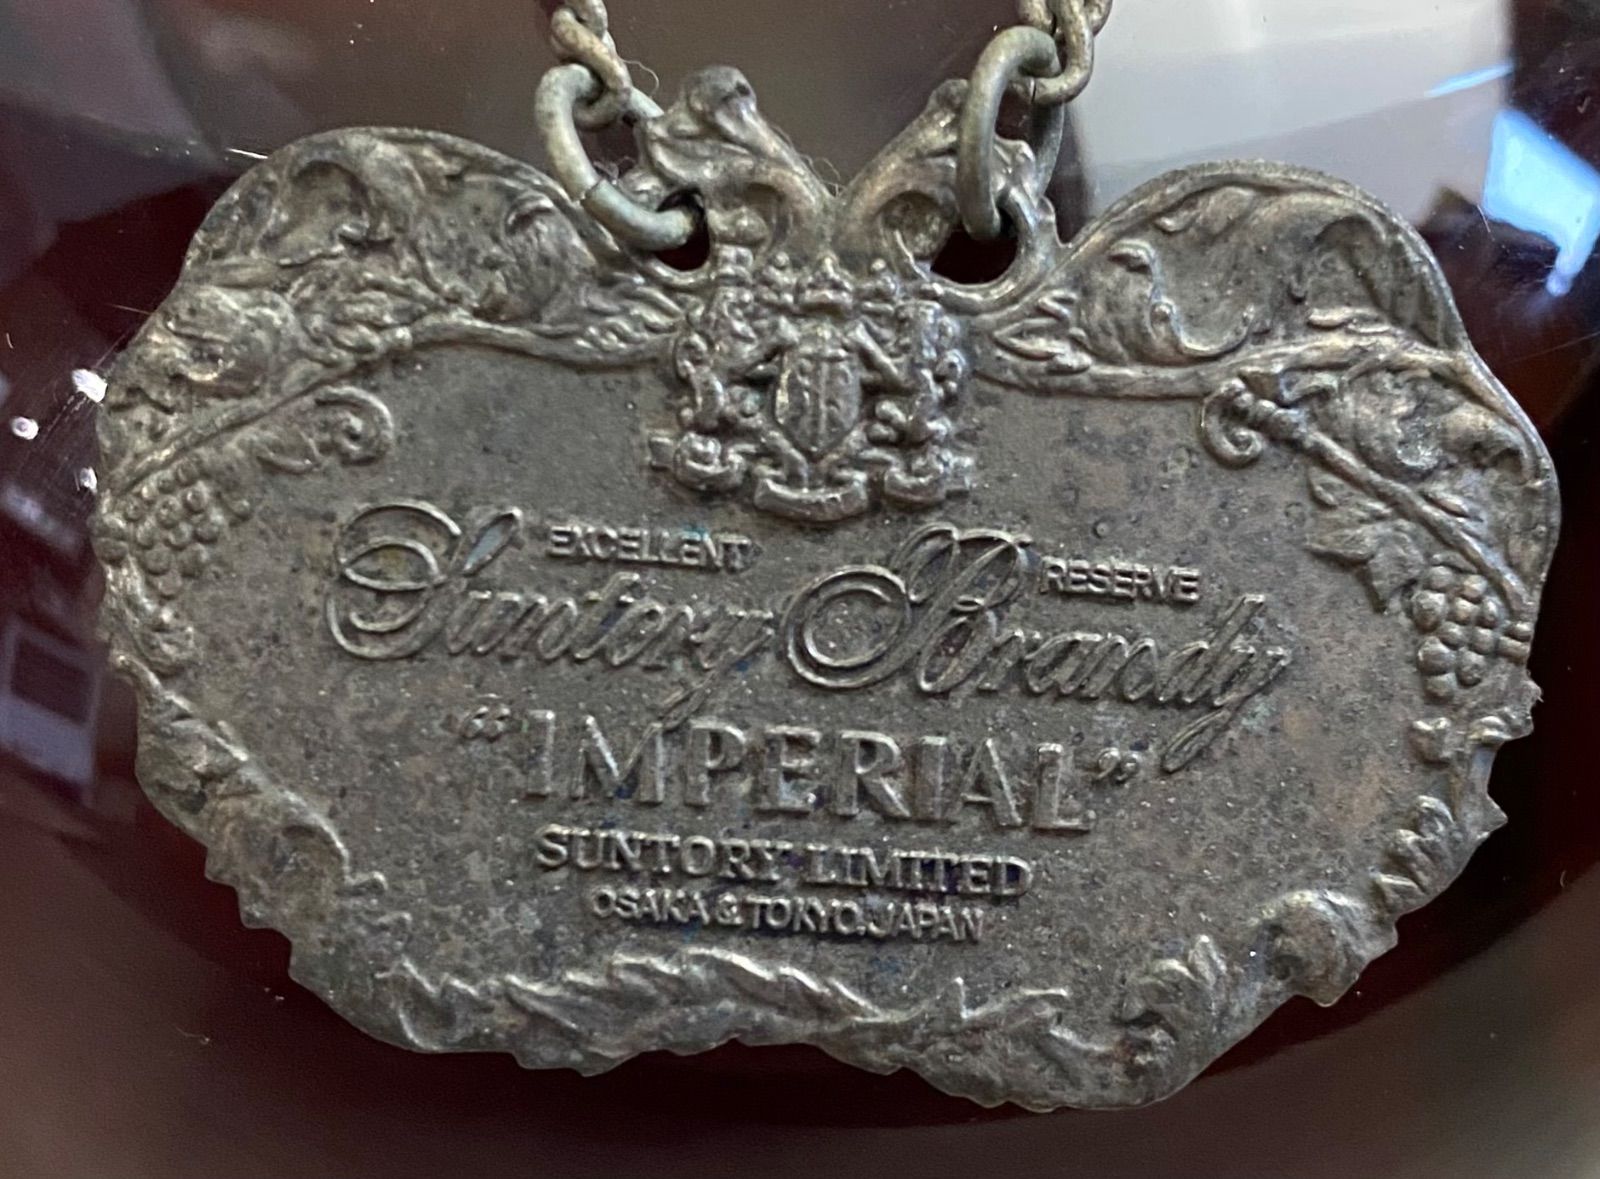 EXCELLENT RESERVE
Suntory Brandy
“IMPERIAL”
SUNTORY LIMITED
OSAKA & TOKYO, JAPAN